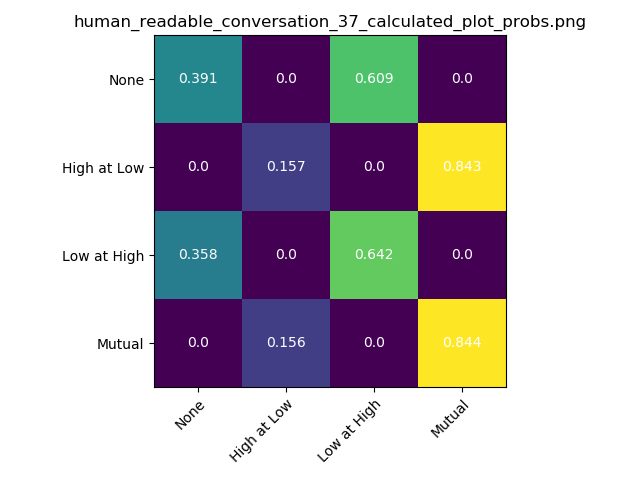 human_readable_conversation_37_calculated_plot_probs.png
None 0.391 0.0 0.609 0.0
High at Low 0.0 0.157 0.0 0.843
Low at High 0.358 0.0 0.642 0.0
Mutual 0.0 0.156 0.0 0.844
None High at Low Low at High Mutual